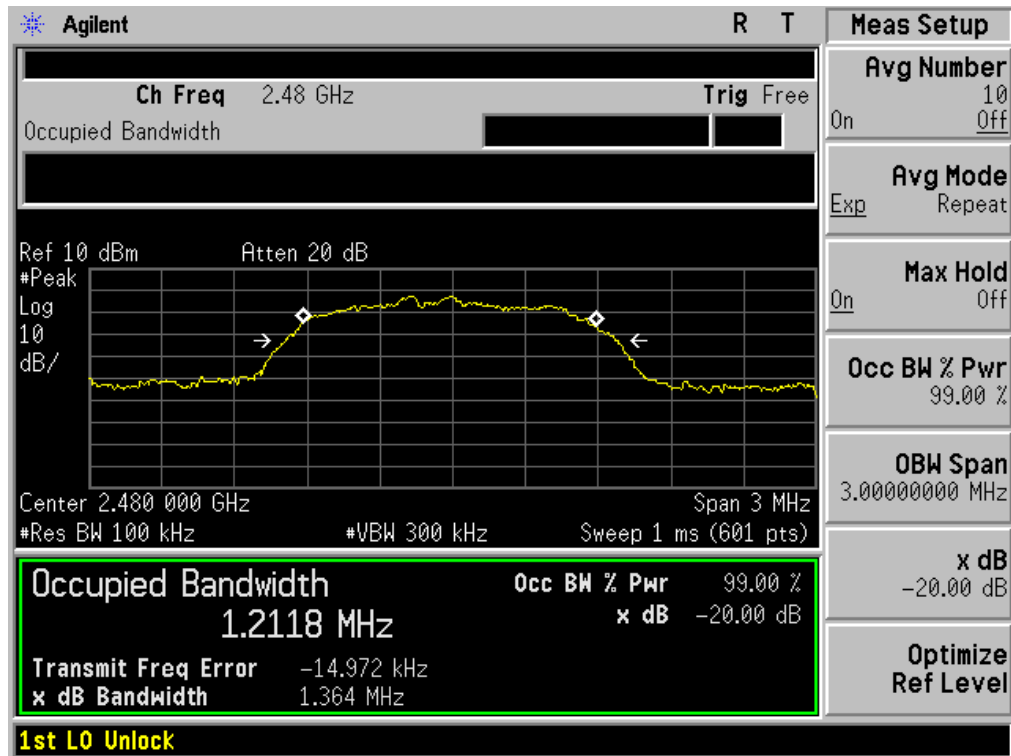 Agilent R T
Meas Setup
Ch Freq 2.48 GHz Trig Free
Occupied Bandwidth
Ref 10 dBm Atten 20 dB
#Peak
Log
10
dB/
Center 2.480 000 GHz Span 3 MHz
#Res BW 100 kHz #VBW 300 kHz Sweep 1 ms (601 pts)
Occupied Bandwidth
1.2118 MHz
Occ BW % Pwr 99.00 %
x dB -20.00 dB
Transmit Freq Error -14.972 kHz
x dB Bandwidth 1.364 MHz
1st LO Unlock
Avg Number
10
On Off
Avg Mode
Exp Repeat
Max Hold
On Off
Occ BW % Pwr
99.00 %
OBW Span
3.00000000 MHz
x dB
-20.00 dB
Optimize
Ref Level